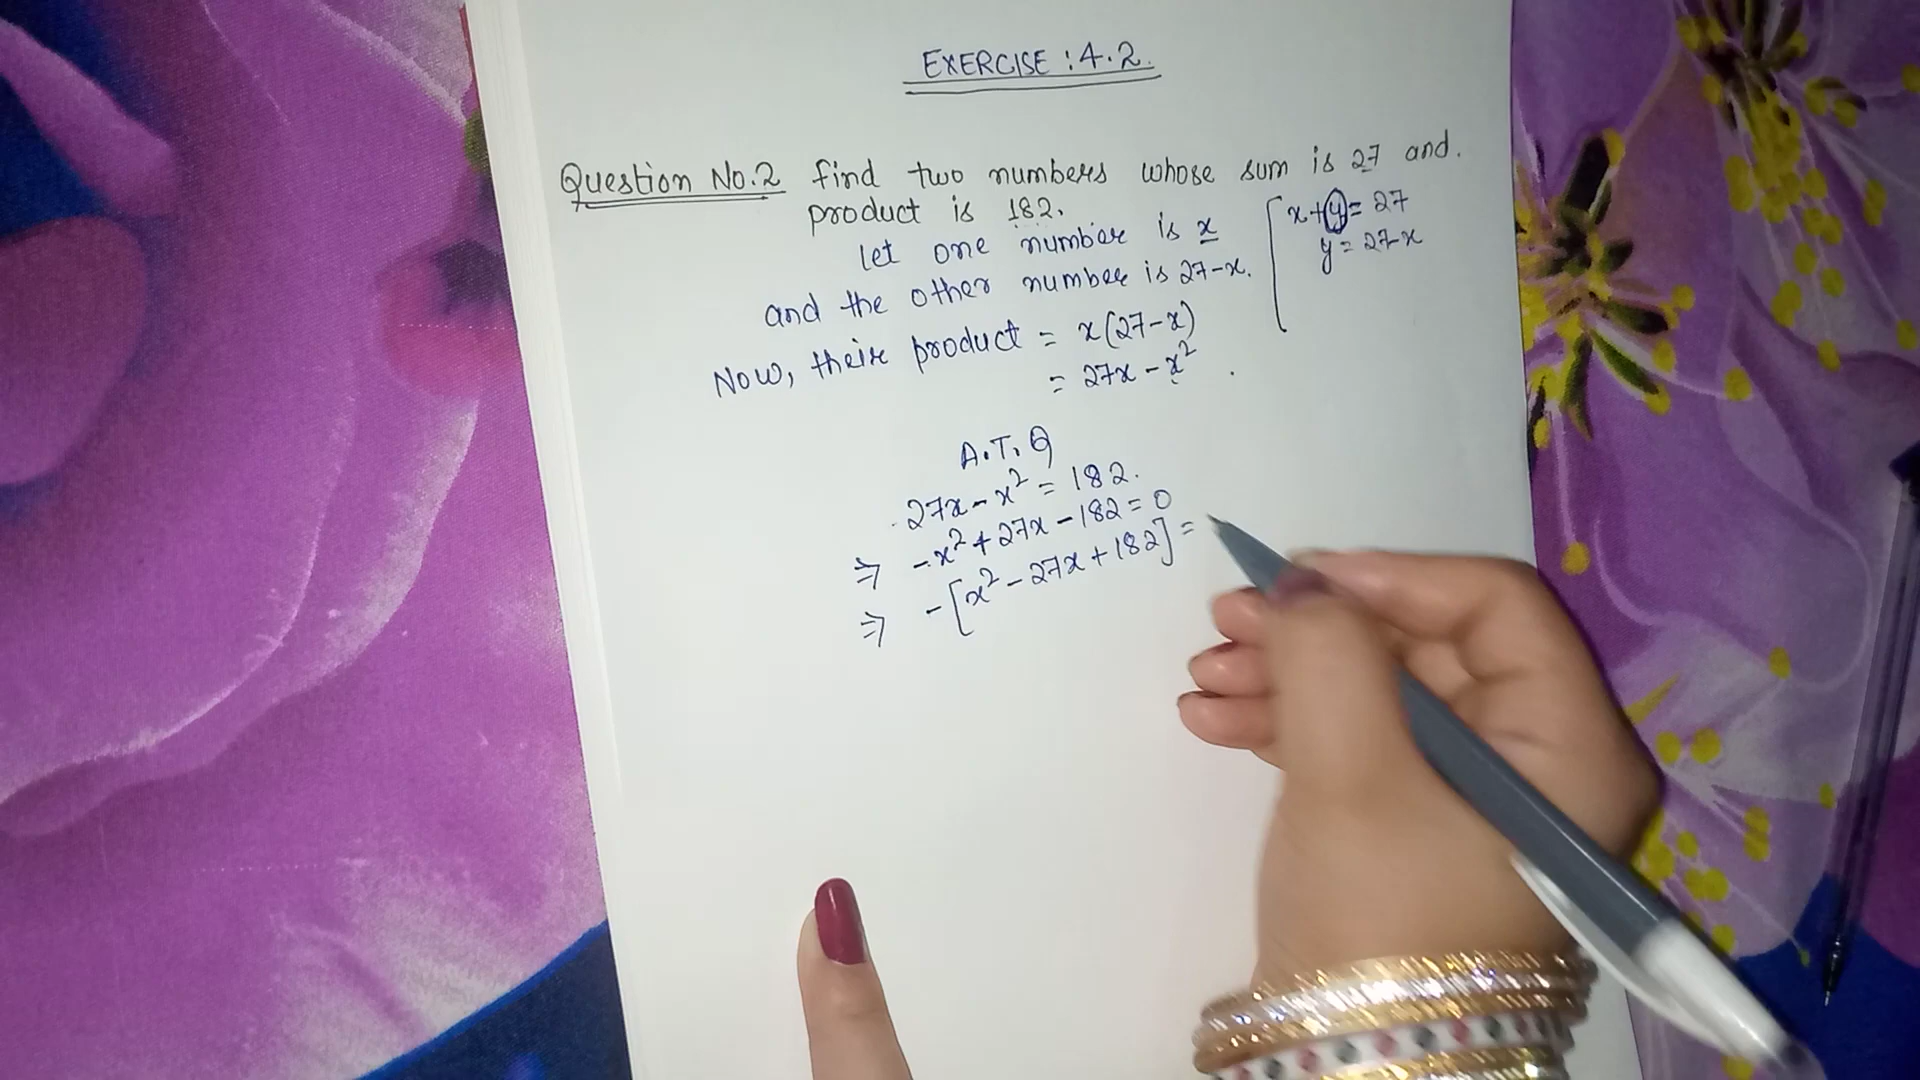 EXERCISE : 4.2.
Question No.2 find two numbers whose sum is 27 and.
product is 182.
let one number is x
and the other number is 27-x.
[ x+y = 27
y = 27-x
Now, their product = x(27-x)
= 27x - x²
A.T.Q
27x - x² = 182.
⇒ -x² + 27x - 182 = 0
⇒ -[x² - 27x + 182] =